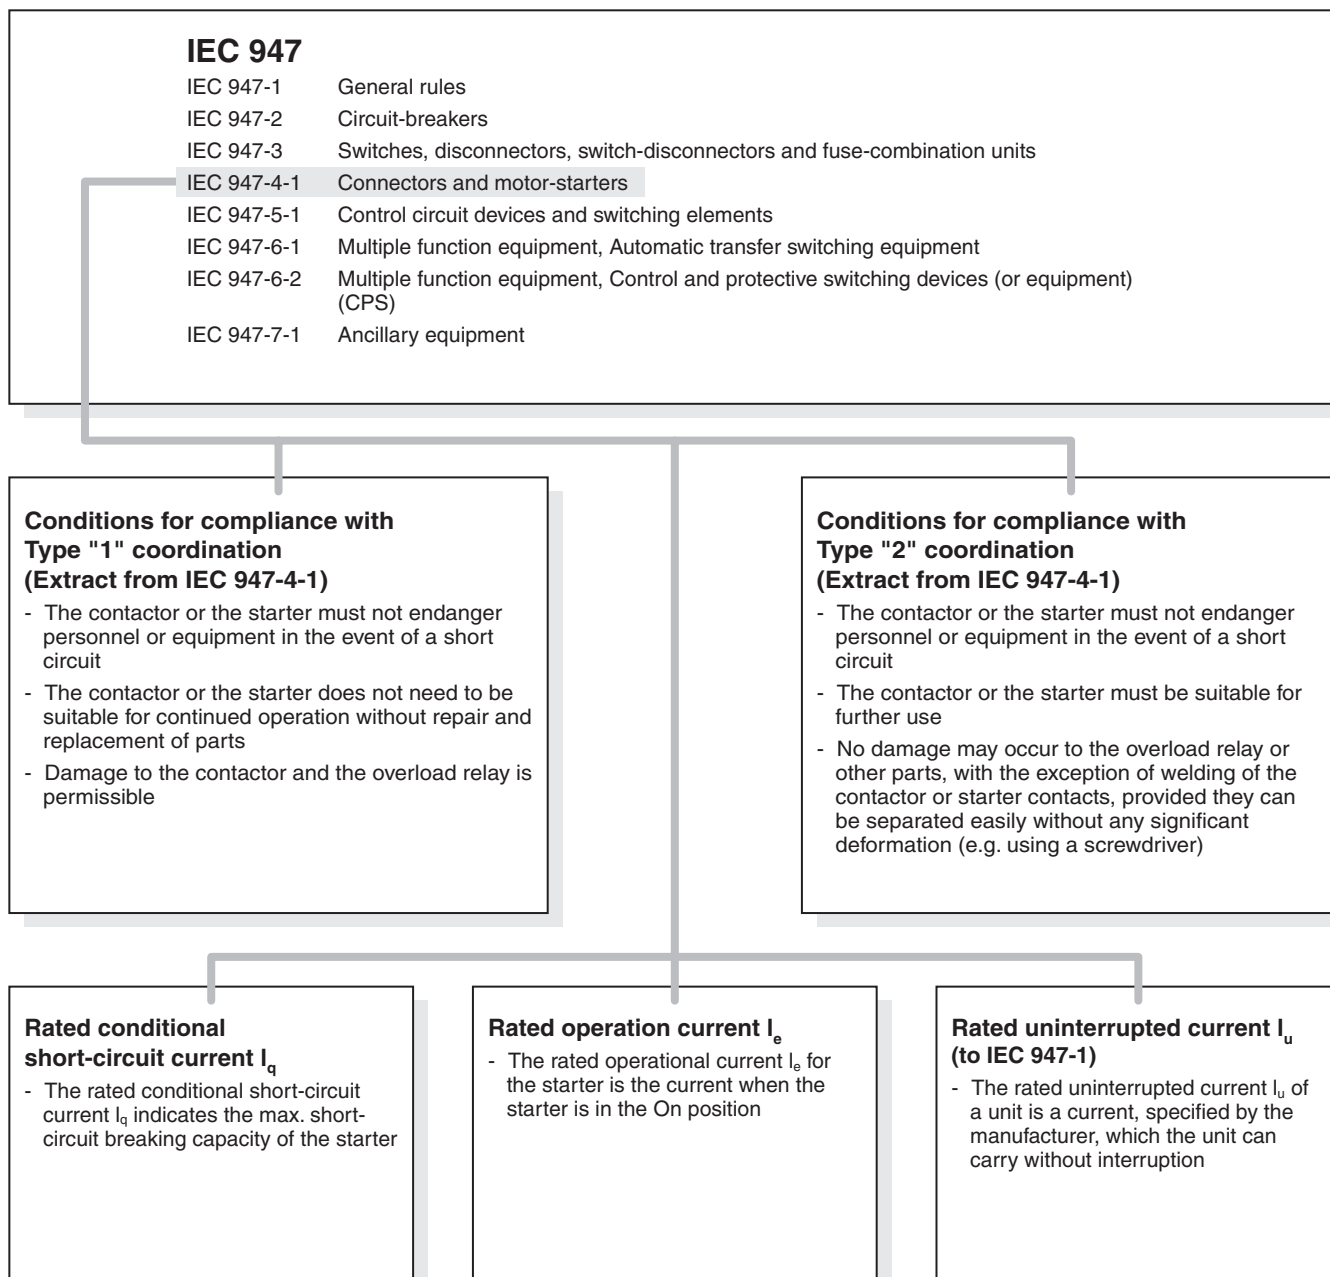 IEC 947
IEC 947-1 General rules
IEC 947-2 Circuit-breakers
IEC 947-3 Switches, disconnectors, switch-disconnectors and fuse-combination units
IEC 947-4-1 Connectors and motor-starters
IEC 947-5-1 Control circuit devices and switching elements
IEC 947-6-1 Multiple function equipment, Automatic transfer switching equipment
IEC 947-6-2 Multiple function equipment, Control and protective switching devices (or equipment)
(CPS)
IEC 947-7-1 Ancillary equipment
Conditions for compliance with
Type "1" coordination
(Extract from IEC 947-4-1)
- The contactor or the starter must not endanger
personnel or equipment in the event of a short
circuit
- The contactor or the starter does not need to be
suitable for continued operation without repair and
replacement of parts
- Damage to the contactor and the overload relay is
permissible
Conditions for compliance with
Type "2" coordination
(Extract from IEC 947-4-1)
- The contactor or the starter must not endanger
personnel or equipment in the event of a short
circuit
- The contactor or the starter must be suitable for
further use
- No damage may occur to the overload relay or
other parts, with the exception of welding of the
contactor or starter contacts, provided they can
be separated easily without any significant
deformation (e.g. using a screwdriver)
Rated conditional
short-circuit current Iq
- The rated conditional short-circuit
current Iq indicates the max. short-
circuit breaking capacity of the starter
Rated operation current Ie
- The rated operational current Ie for
the starter is the current when the
starter is in the On position
Rated uninterrupted current Iu
(to IEC 947-1)
- The rated uninterrupted current Iu of
a unit is a current, specified by the
manufacturer, which the unit can
carry without interruption